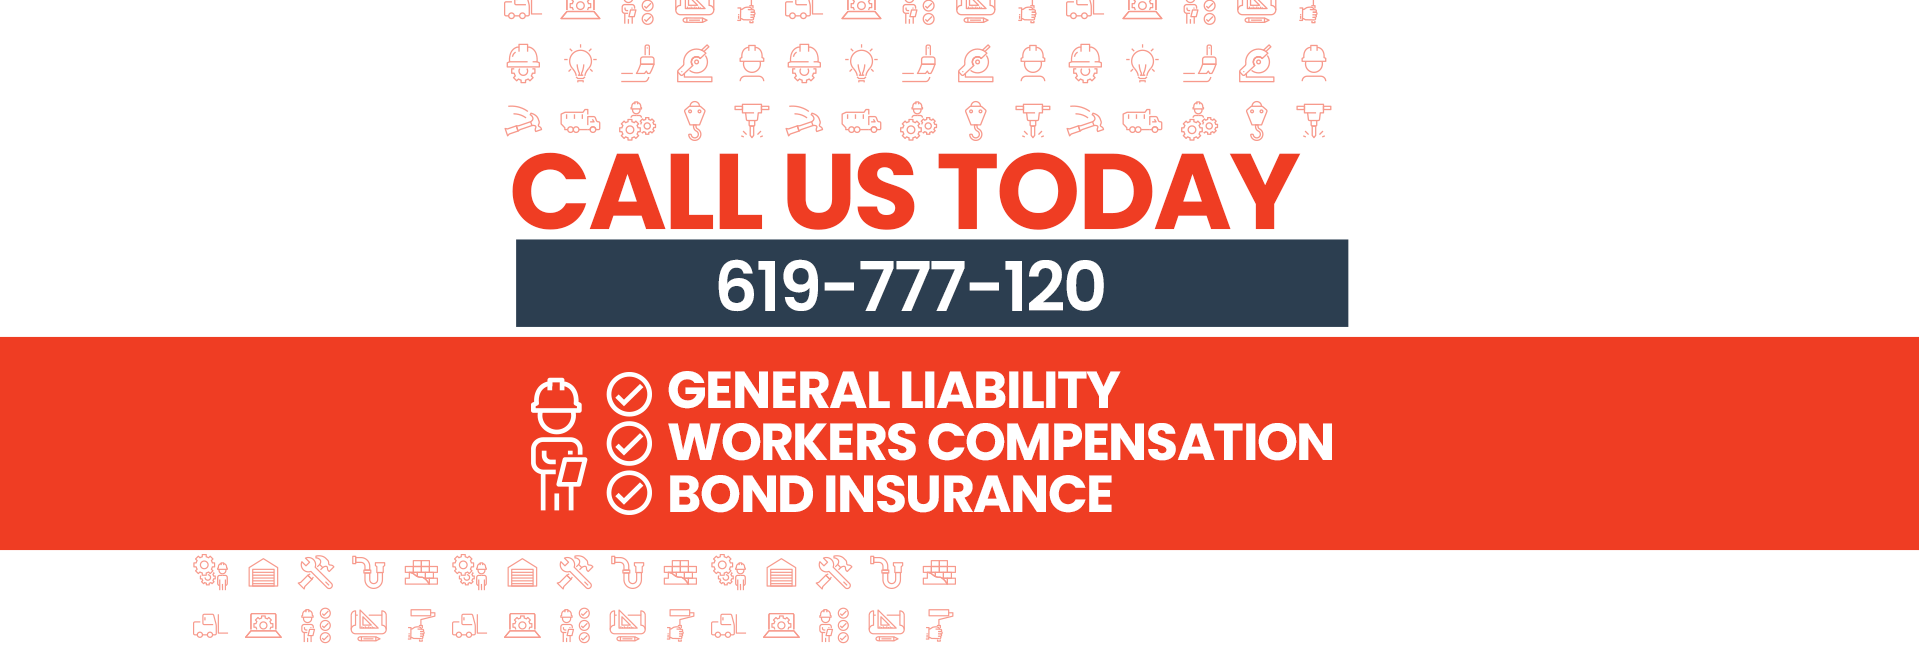 CALL US TODAY
619-777-120
GENERAL LIABILITY
WORKERS COMPENSATION
BOND INSURANCE